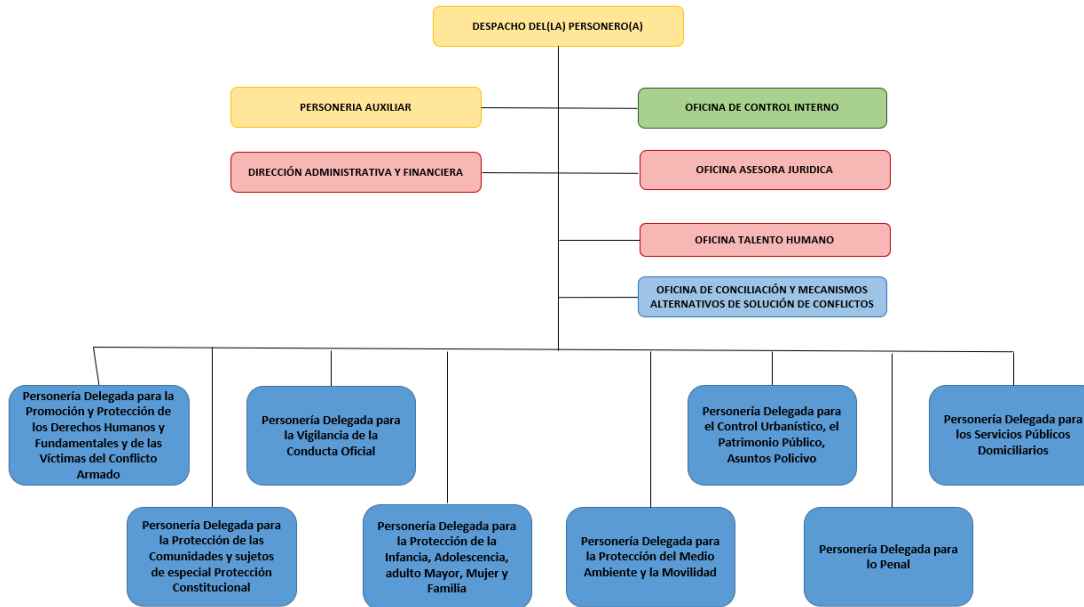 DESPACHO DEL(LA) PERSONERO(A)
PERSONERIA AUXILIAR
OFICINA DE CONTROL INTERNO
DIRECCIÓN ADMINISTRATIVA Y FINANCIERA
OFICINA ASESORA JURIDICA
OFICINA TALENTO HUMANO
OFICINA DE CONCILIACIÓN Y MECANISMOS
ALTERNATIVOS DE SOLUCIÓN DE CONFLICTOS
Personería Delegada para la
Promoción y Protección de
los Derechos Humanos y
Fundamentales y de las
Víctimas del Conflicto
Armado
Personería Delegada para
la Vigilancia de la
Conducta Oficial
Personería Delegada para
el Control Urbanístico, el
Patrimonio Público,
Asuntos Policivo
Personería Delegada para
los Servicios Públicos
Domiciliarios
Personería Delegada para
la Protección de las
Comunidades y sujetos
de especial Protección
Constitucional
Personería Delegada para
la Protección de la
Infancia, Adolescencia,
adulto Mayor, Mujer y
Familia
Personería Delegada para
la Protección del Medio
Ambiente y la Movilidad
Personería Delegada para
lo Penal